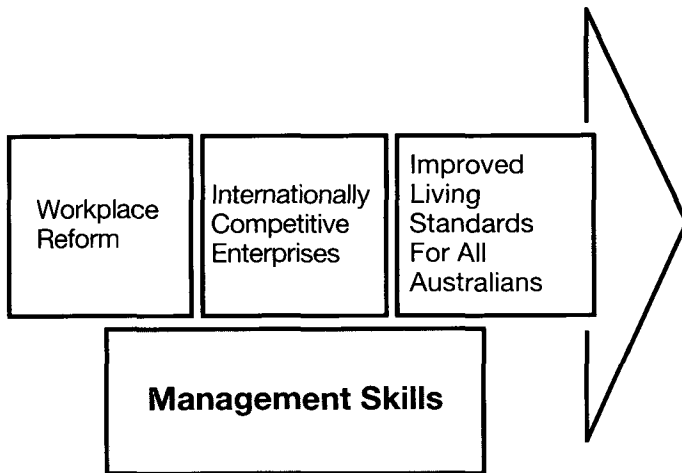 Workplace
Reform
Internationally
Competitive
Enterprises
Improved
Living
Standards
For All
Australians
Management Skills